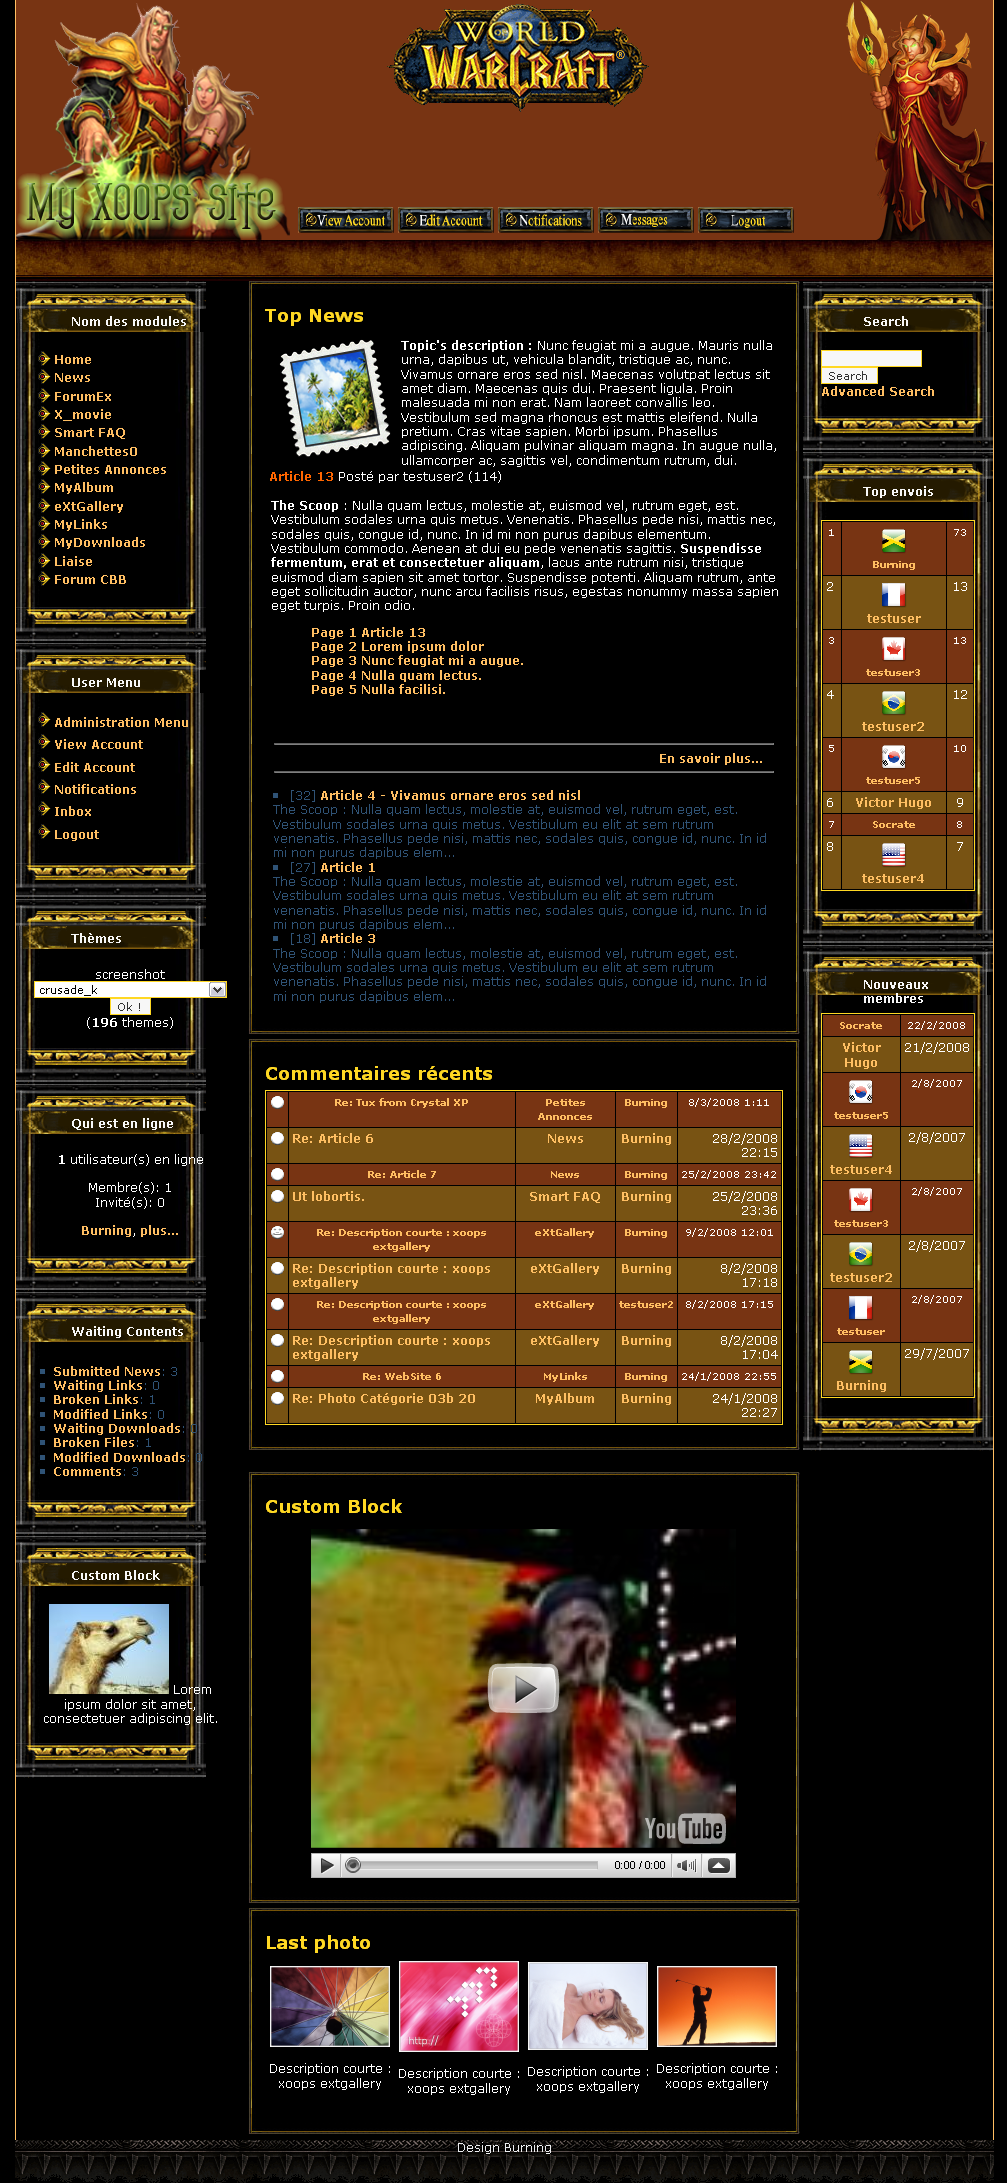 WORLD
OF
WARCRAFT®
My XOOPS Site
View Account
Edit Account
Notifications
Messages
Logout
Nom des modules
Home
News
ForumEx
X_movie
Smart FAQ
Manchettes0
Petites Annonces
MyAlbum
eXtGallery
MyLinks
MyDownloads
Liaise
Forum CBB
User Menu
Administration Menu
View Account
Edit Account
Notifications
Inbox
Logout
Thèmes
screenshot
crusade_k
Ok !
(196 themes)
Qui est en ligne
1 utilisateur(s) en ligne
Membre(s): 1
Invité(s): 0
Burning, plus...
Waiting Contents
Submitted News: 3
Waiting Links: 0
Broken Links: 1
Modified Links: 0
Waiting Downloads: 0
Broken Files: 1
Modified Downloads: 0
Comments: 3
Custom Block
Lorem
ipsum dolor sit amet,
consectetuer adipiscing elit.
Top News
Topic's description : Nunc feugiat mi a augue. Mauris nulla
urna, dapibus ut, vehicula blandit, tristique ac, nunc.
Vivamus ornare eros sed nisl. Maecenas volutpat lectus sit
amet diam. Maecenas quis dui. Praesent ligula. Proin
malesuada mi non erat. Nam laoreet convallis leo.
Vestibulum sed magna rhoncus est mattis eleifend. Nulla
pretium. Cras vitae sapien. Morbi ipsum. Phasellus
adipiscing. Aliquam pulvinar aliquam magna. In augue nulla,
ullamcorper ac, sagittis vel, condimentum rutrum, dui.
Article 13 Posté par testuser2 (114)
The Scoop : Nulla quam lectus, molestie at, euismod vel, rutrum eget, est.
Vestibulum sodales urna quis metus. Venenatis. Phasellus pede nisi, mattis nec,
sodales quis, congue id, nunc. In id mi non purus dapibus elementum.
Vestibulum commodo. Aenean at dui eu pede venenatis sagittis. Suspendisse
fermentum, erat et consectetuer aliquam, lacus ante rutrum nisi, tristique
euismod diam sapien sit amet tortor. Suspendisse potenti. Aliquam rutrum, ante
eget sollicitudin auctor, nunc arcu facilisis risus, egestas nonummy massa sapien
eget turpis. Proin odio.
Page 1 Article 13
Page 2 Lorem ipsum dolor
Page 3 Nunc feugiat mi a augue.
Page 4 Nulla quam lectus.
Page 5 Nulla facilisi.
En savoir plus...
[32] Article 4 - Vivamus ornare eros sed nisl
The Scoop : Nulla quam lectus, molestie at, euismod vel, rutrum eget, est.
Vestibulum sodales urna quis metus. Vestibulum eu elit at sem rutrum
venenatis. Phasellus pede nisi, mattis nec, sodales quis, congue id, nunc. In id
mi non purus dapibus elem...
[27] Article 1
The Scoop : Nulla quam lectus, molestie at, euismod vel, rutrum eget, est.
Vestibulum sodales urna quis metus. Vestibulum eu elit at sem rutrum
venenatis. Phasellus pede nisi, mattis nec, sodales quis, congue id, nunc. In id
mi non purus dapibus elem...
[18] Article 3
The Scoop : Nulla quam lectus, molestie at, euismod vel, rutrum eget, est.
Vestibulum sodales urna quis metus. Vestibulum eu elit at sem rutrum
venenatis. Phasellus pede nisi, mattis nec, sodales quis, congue id, nunc. In id
mi non purus dapibus elem...
Commentaires récents
Re: Tux from Crystal XP Petites Annonces Burning 8/3/2008 1:11
Re: Article 6 News Burning 28/2/2008 22:15
Re: Article 7 News Burning 25/2/2008 23:42
Ut lobortis. Smart FAQ Burning 25/2/2008 23:36
Re: Description courte : xoops extgallery eXtGallery Burning 9/2/2008 12:01
Re: Description courte : xoops extgallery eXtGallery Burning 8/2/2008 17:18
Re: Description courte : xoops extgallery eXtGallery testuser2 8/2/2008 17:15
Re: Description courte : xoops extgallery eXtGallery Burning 8/2/2008 17:04
Re: WebSite 6 MyLinks Burning 24/1/2008 22:55
Re: Photo Catégorie 03b 20 MyAlbum Burning 24/1/2008 22:27
Custom Block
YouTube
0:00 / 0:00
Last photo
http://
Description courte :
xoops extgallery
Description courte :
xoops extgallery
Description courte :
xoops extgallery
Description courte :
xoops extgallery
Search
Search
Advanced Search
Top envois
1 Burning 73
2 testuser 13
3 testuser3 13
4 testuser2 12
5 testuser5 10
6 Victor Hugo 9
7 Socrate 8
8 testuser4 7
Nouveaux
membres
Socrate 22/2/2008
Victor Hugo 21/2/2008
testuser5 2/8/2007
testuser4 2/8/2007
testuser3 2/8/2007
testuser2 2/8/2007
testuser 2/8/2007
Burning 29/7/2007
Design Burning